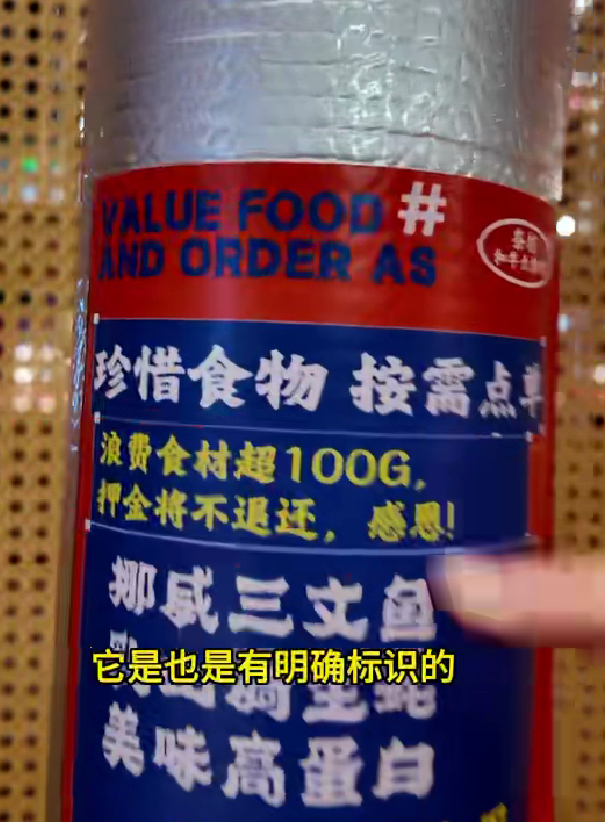 VALUE FOOD #
AND ORDER AS
珍惜食物 按需点单
浪费食材超100G,
押金将不退还，感恩!
挪威三文鱼
它是也是有明确标识的
美味高蛋白